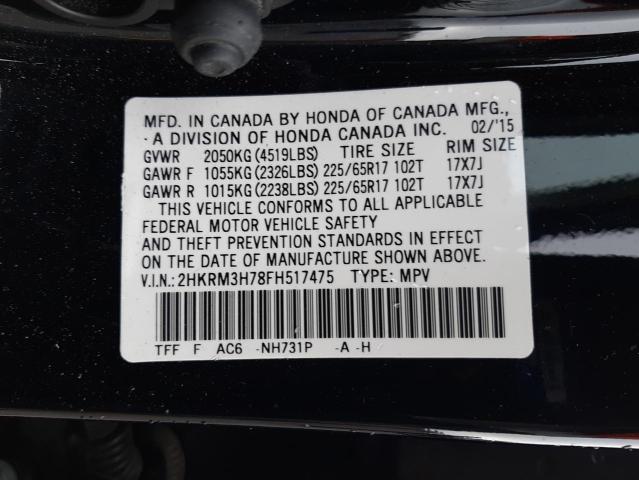 MFD. IN CANADA BY HONDA OF CANADA MFG.,
A DIVISION OF HONDA CANADA INC. 02/'15
GVWR 2050KG (4519LBS) TIRE SIZE RIM SIZE
GAWR F 1055KG (2326LBS) 225/65R17 102T 17X7J
GAWR R 1015KG (2238LBS) 225/65R17 102T 17X7J
THIS VEHICLE CONFORMS TO ALL APPLICABLE
FEDERAL MOTOR VEHICLE SAFETY
AND THEFT PREVENTION STANDARDS IN EFFECT
ON THE DATE OF MANUFACTURE SHOWN ABOVE.
V.I.N.: 2HKRM3H78FH517475 TYPE: MPV
TFF F AC6 -NH731P -A -H